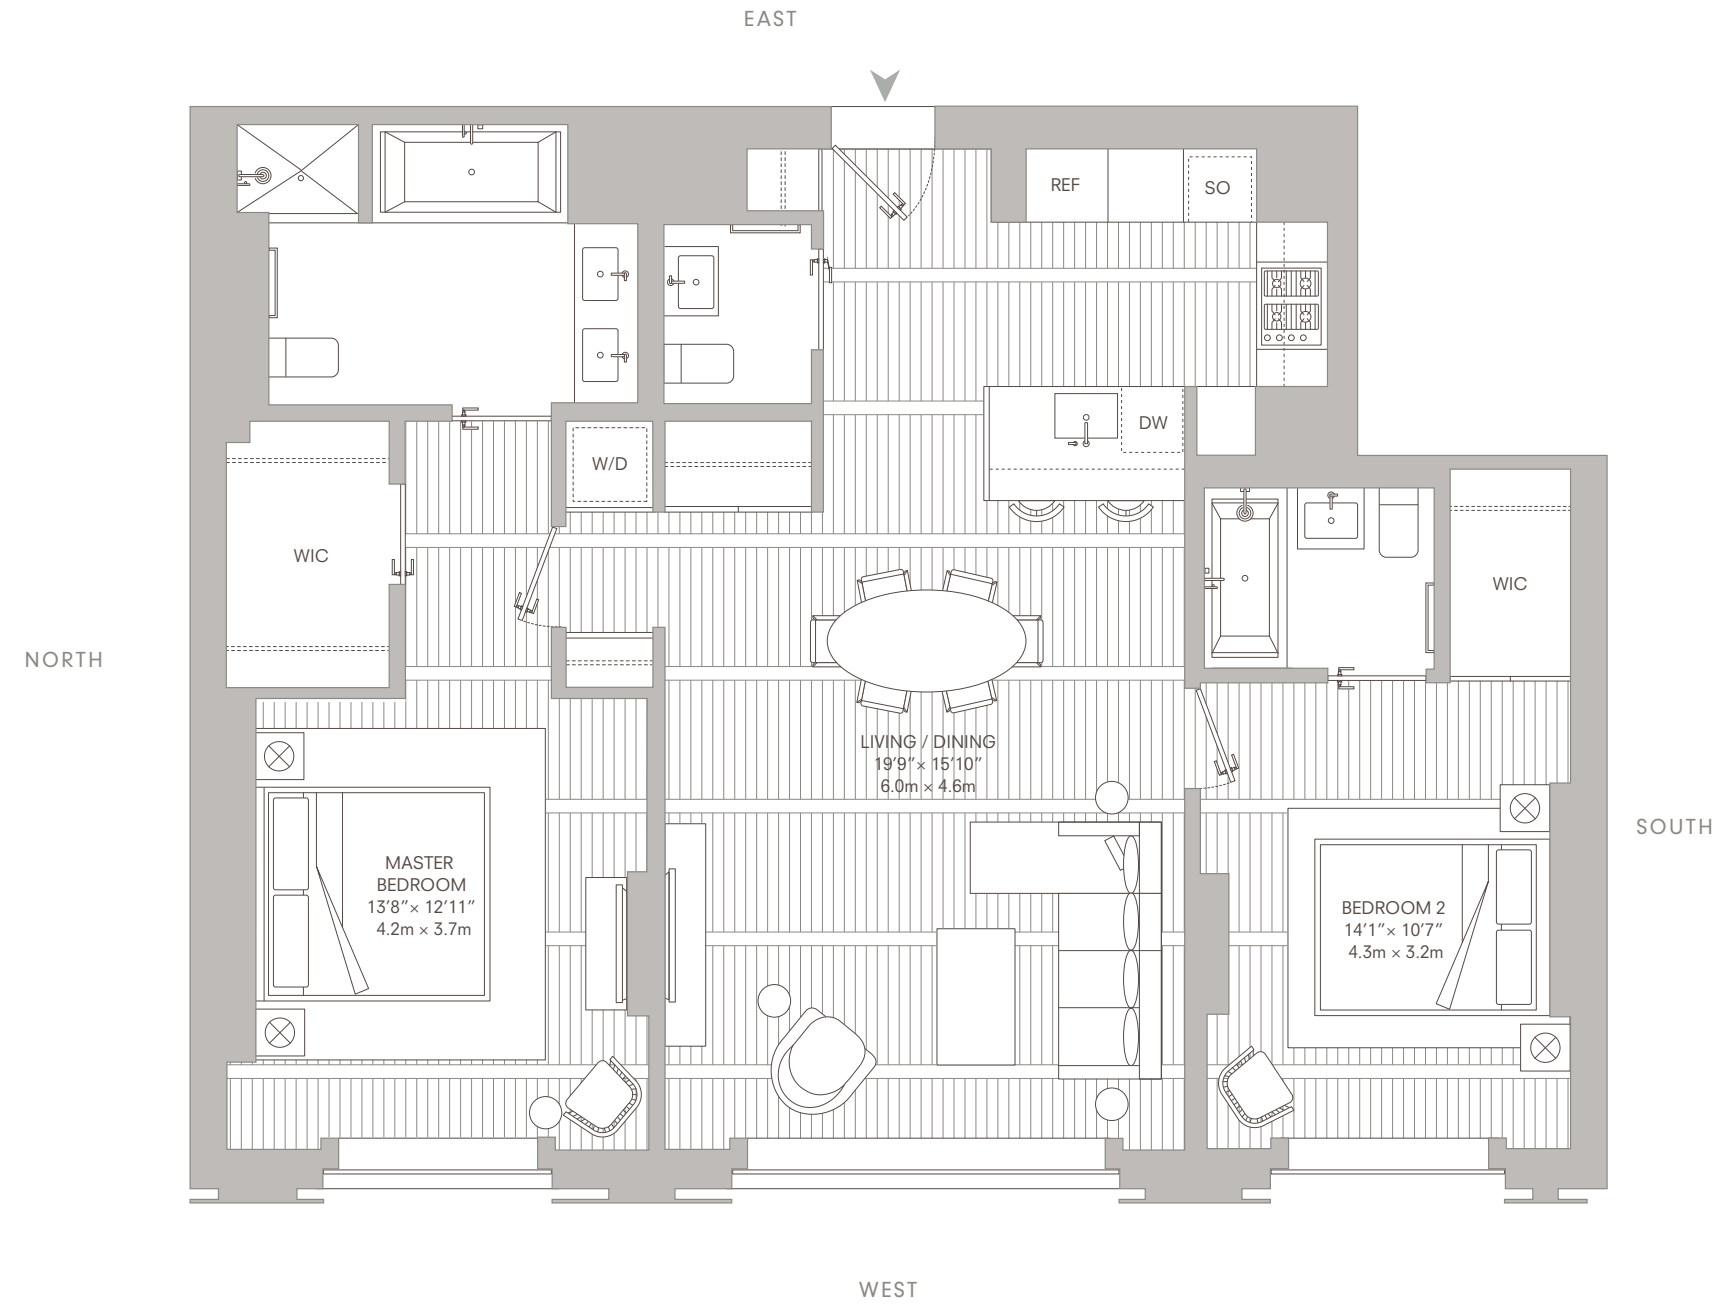 EAST
REF
SO
DW
W/D
WIC
WIC
NORTH
LIVING / DINING
19'9"× 15'10"
6.0m × 4.6m
SOUTH
MASTER
BEDROOM
13'8"× 12'11"
4.2m × 3.7m
BEDROOM 2
14'1"× 10'7"
4.3m × 3.2m
WEST